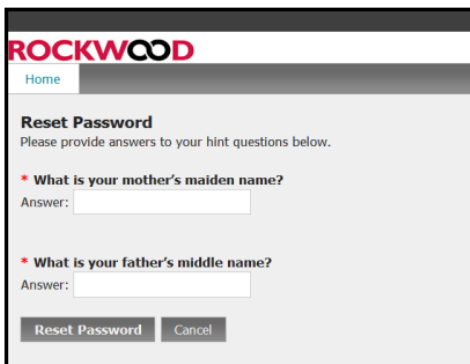 ROCKWOOD
Home
Reset Password
Please provide answers to your hint questions below.
* What is your mother's maiden name?
Answer:
* What is your father's middle name?
Answer:
Reset Password Cancel